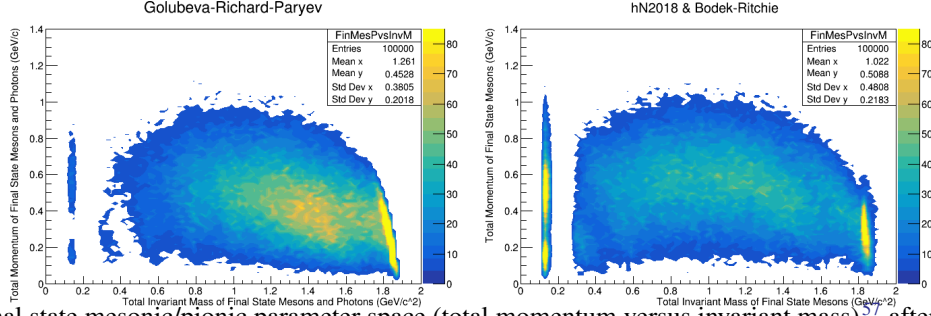 Golubeva-Richard-Paryev
Total Momentum of Final State Mesons and Photons (GeV/c)
1.4
1.2
1
0.8
0.6
0.4
0.2
0
0 0.2 0.4 0.6 0.8 1 1.2 1.4 1.6 1.8 2
Total Invariant Mass of Final State Mesons and Photons (GeV/c^2)
FinMesPvsInvM
Entries 100000
Mean x 1.261
Mean y 0.4528
Std Dev x 0.3805
Std Dev y 0.2018
80
70
60
50
40
30
20
10
0
hN2018 & Bodek-Ritchie
Total Momentum of Final State Mesons (GeV/c)
1.4
1.2
1
0.8
0.6
0.4
0.2
0
0 0.2 0.4 0.6 0.8 1 1.2 1.4 1.6 1.8 2
Total Invariant Mass of Final State Mesons (GeV/c^2)
FinMesPvsInvM
Entries 100000
Mean x 1.022
Mean y 0.5088
Std Dev x 0.4808
Std Dev y 0.2183
80
70
60
50
40
30
20
10
0
state mesonic/pionic parameter space (total momentum versus invariant mass)57 after